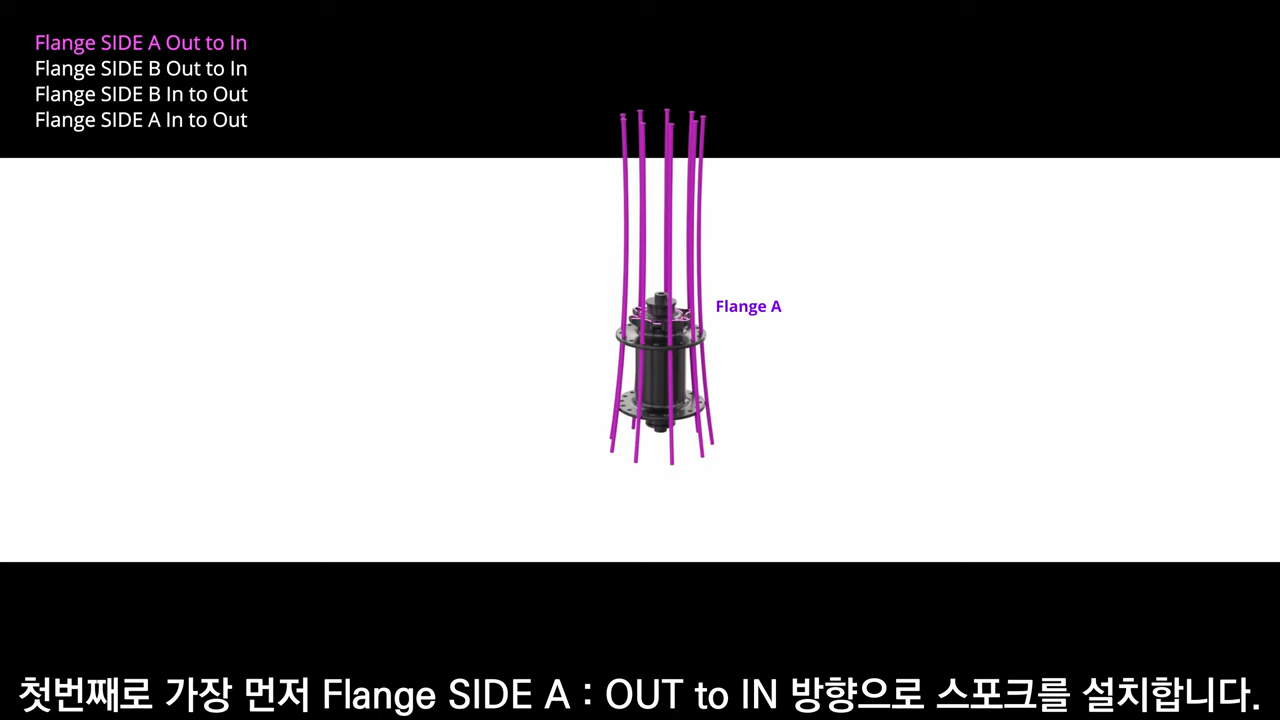 Flange SIDE A Out to In
Flange SIDE B Out to In
Flange SIDE B In to Out
Flange SIDE A In to Out
Flange A
첫번째로 가장 먼저 Flange SIDE A : OUT to IN 방향으로 스포크를 설치합니다.